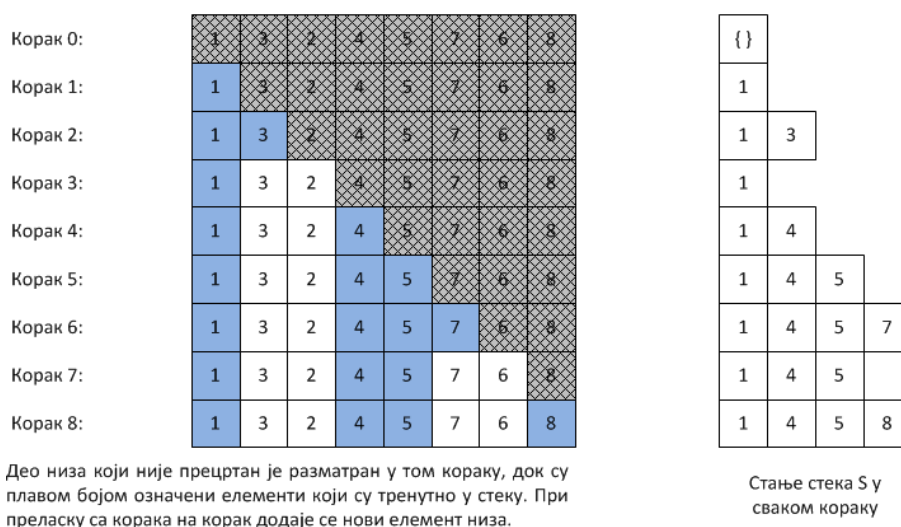 Корак 0: 1 3 2 4 5 7 6 8 { }
Корак 1: 1 3 2 4 5 7 6 8 1
Корак 2: 1 3 2 4 5 7 6 8 1 3
Корак 3: 1 3 2 4 5 7 6 8 1
Корак 4: 1 3 2 4 5 7 6 8 1 4
Корак 5: 1 3 2 4 5 7 6 8 1 4 5
Корак 6: 1 3 2 4 5 7 6 8 1 4 5 7
Корак 7: 1 3 2 4 5 7 6 8 1 4 5
Корак 8: 1 3 2 4 5 7 6 8 1 4 5 8
Део низа који није прецртан је разматран у том кораку, док су
плавом бојом означени елементи који су тренутно у стеку. При
преласку са корака на корак додаје се нови елемент низа.
Стање стека S у
сваком кораку